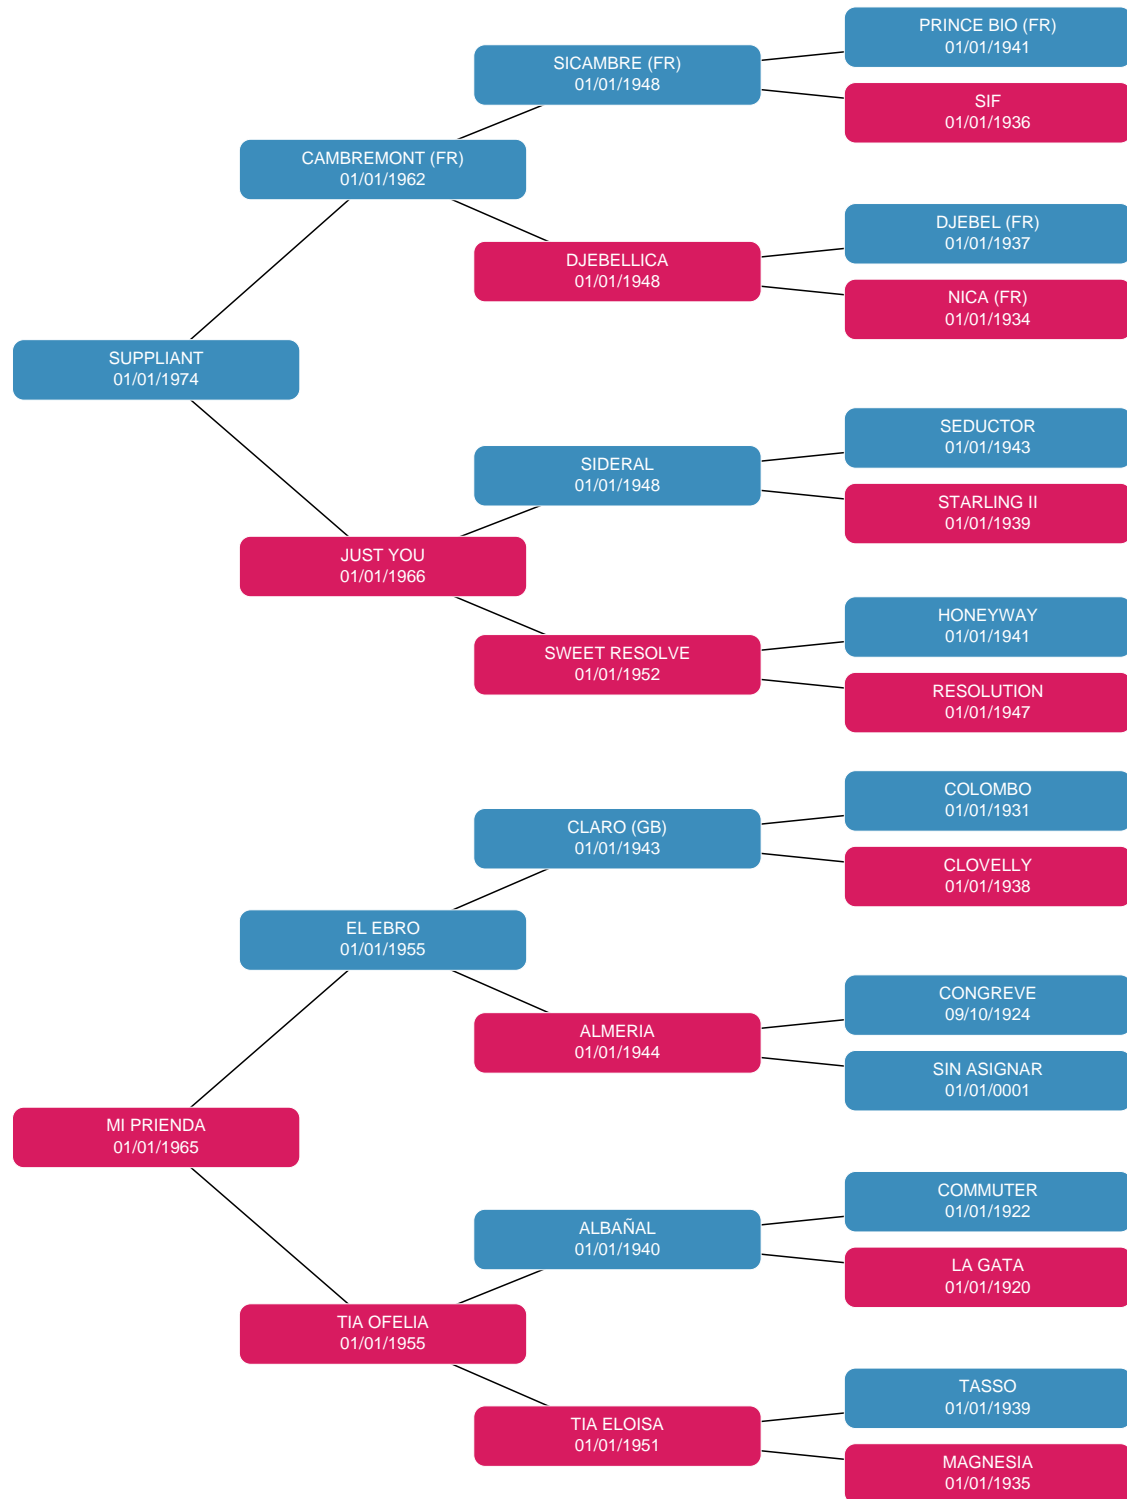 PRINCE BIO (FR)
01/01/1941
SICAMBRE (FR)
01/01/1948
SIF
01/01/1936
CAMBREMONT (FR)
01/01/1962
DJEBEL (FR)
01/01/1937
DJEBELLICA
01/01/1948
NICA (FR)
01/01/1934
SUPPLIANT
01/01/1974
SEDUCTOR
01/01/1943
SIDERAL
01/01/1948
STARLING II
01/01/1939
JUST YOU
01/01/1966
HONEYWAY
01/01/1941
SWEET RESOLVE
01/01/1952
RESOLUTION
01/01/1947
COLOMBO
01/01/1931
CLARO (GB)
01/01/1943
CLOVELLY
01/01/1938
EL EBRO
01/01/1955
CONGREVE
09/10/1924
ALMERIA
01/01/1944
SIN ASIGNAR
01/01/0001
MI PRIENDA
01/01/1965
COMMUTER
01/01/1922
ALBAÑAL
01/01/1940
LA GATA
01/01/1920
TIA OFELIA
01/01/1955
TASSO
01/01/1939
TIA ELOISA
01/01/1951
MAGNESIA
01/01/1935